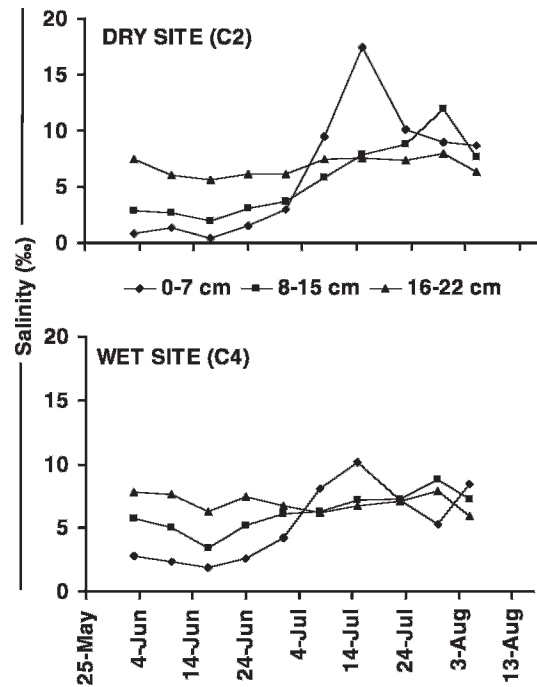 20
DRY SITE (C2)
15
10
5
0
Salinity (‰)
0-7 cm 8-15 cm 16-22 cm
20
WET SITE (C4)
15
10
5
0
25-May 4-Jun 14-Jun 24-Jun 4-Jul 14-Jul 24-Jul 3-Aug 13-Aug